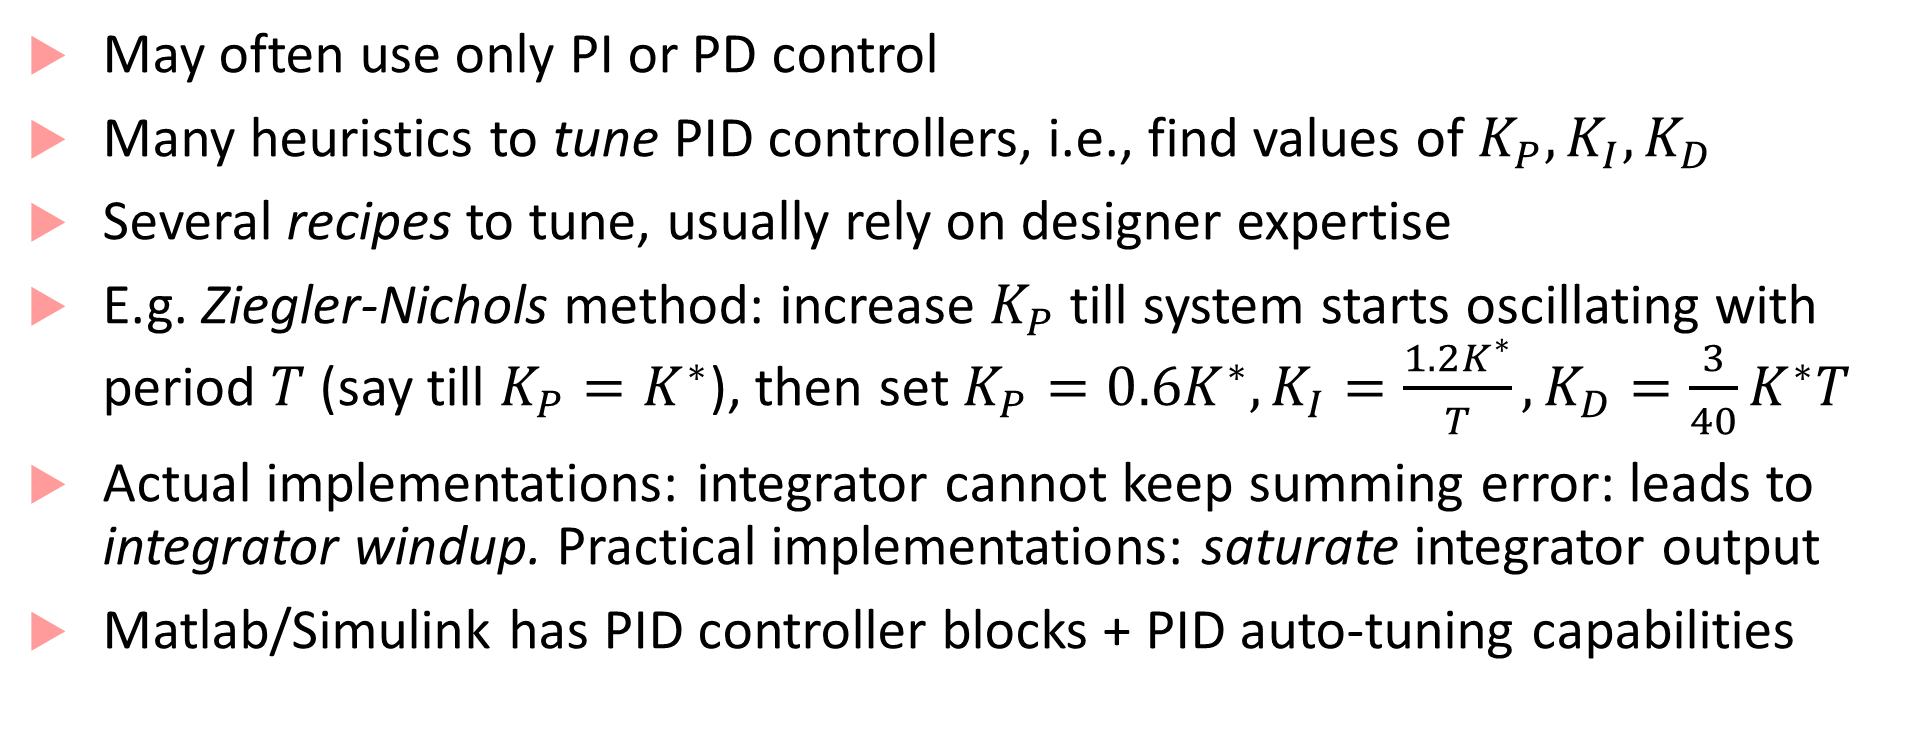 May often use only PI or PD control
Many heuristics to tune PID controllers, i.e., find values of K_P, K_I, K_D
Several recipes to tune, usually rely on designer expertise
E.g. Ziegler-Nichols method: increase K_P till system starts oscillating with
period T (say till K_P = K*), then set K_P = 0.6K*, K_I = 1.2K*/T, K_D = 3/40 K*T
Actual implementations: integrator cannot keep summing error: leads to
integrator windup. Practical implementations: saturate integrator output
Matlab/Simulink has PID controller blocks + PID auto-tuning capabilities